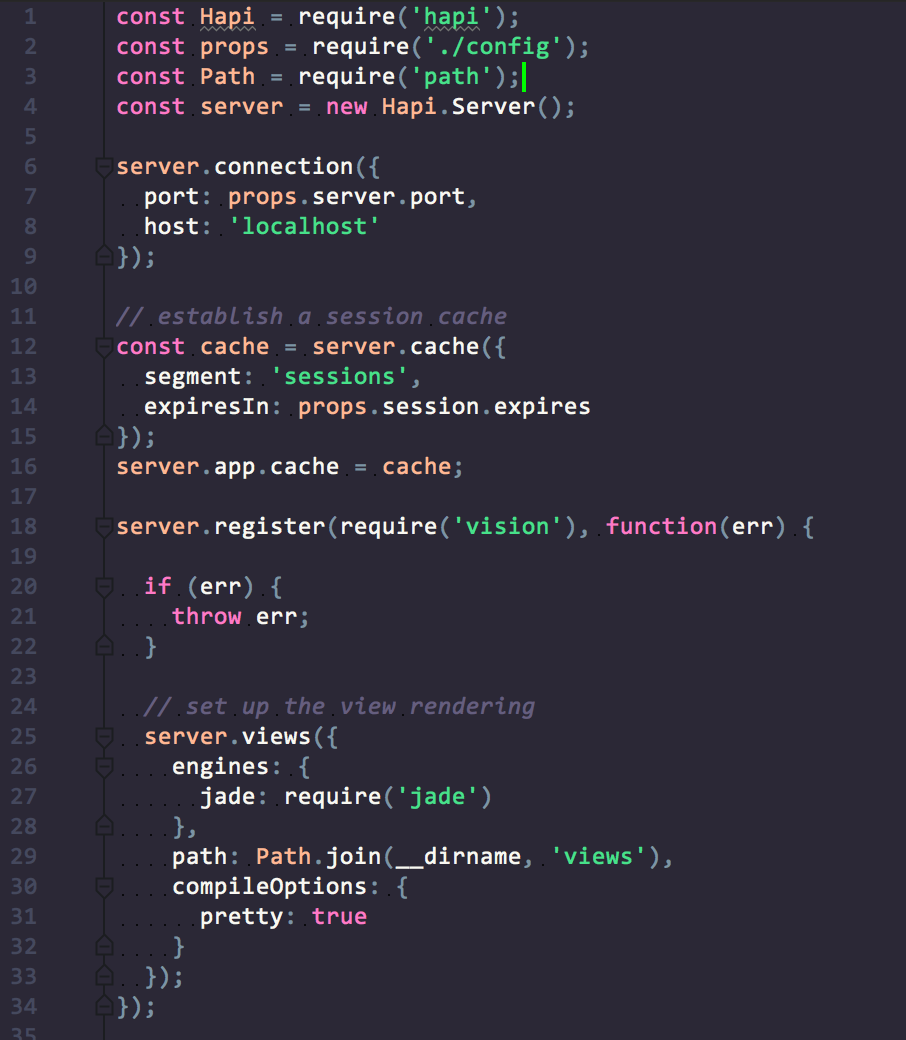 1 const Hapi = require('hapi');
2 const props = require('./config');
3 const Path = require('path');
4 const server = new Hapi.Server();
5
6 server.connection({
7   port: props.server.port,
8   host: 'localhost'
9 });
10
11 // establish a session cache
12 const cache = server.cache({
13   segment: 'sessions',
14   expiresIn: props.session.expires
15 });
16 server.app.cache = cache;
17
18 server.register(require('vision'), function(err) {
19
20   if (err) {
21     throw err;
22   }
23
24   // set up the view rendering
25   server.views({
26     engines: {
27       jade: require('jade')
28     },
29     path: Path.join(__dirname, 'views'),
30     compileOptions: {
31       pretty: true
32     }
33   });
34 });
35